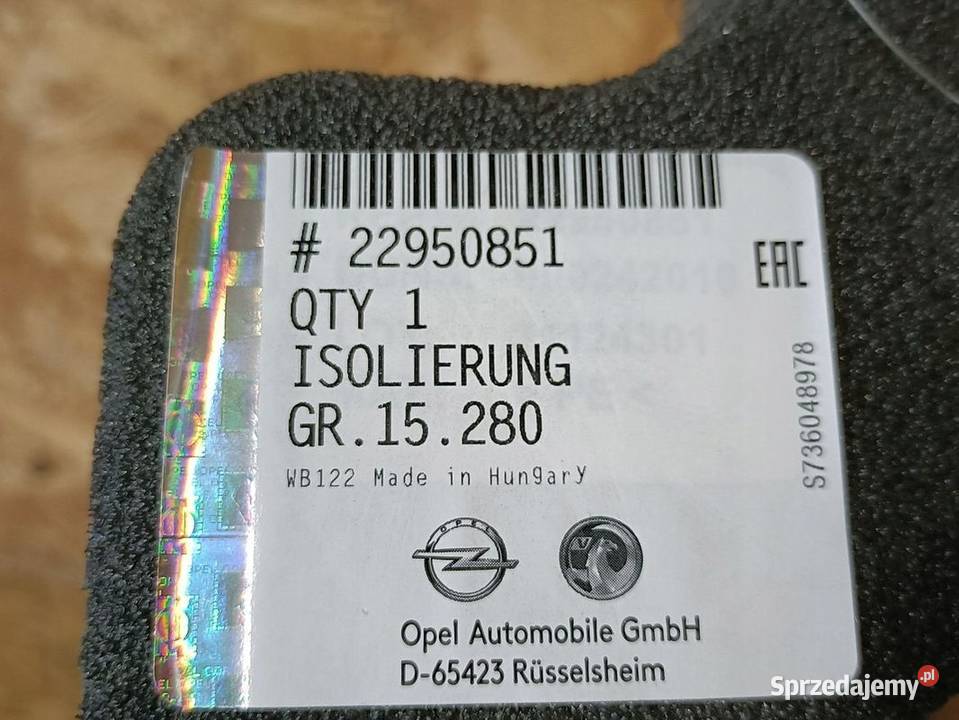 # 22950851
QTY 1
ISOLIERUNG
GR.15.280
WB122 Made in Hungary
EAC
S736048978
OPEL
V
Opel Automobile GmbH
D-65423 Rüsselsheim
Sprzedajemy.pl